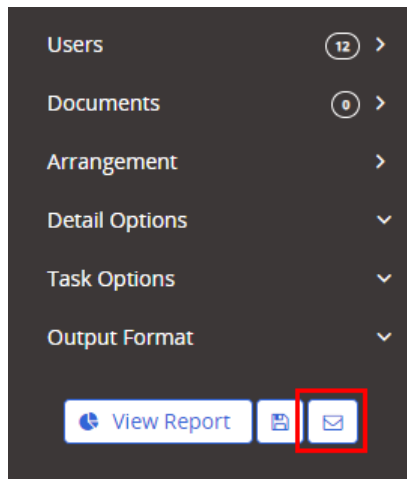 Users 12
Documents 0
Arrangement
Detail Options
Task Options
Output Format
View Report